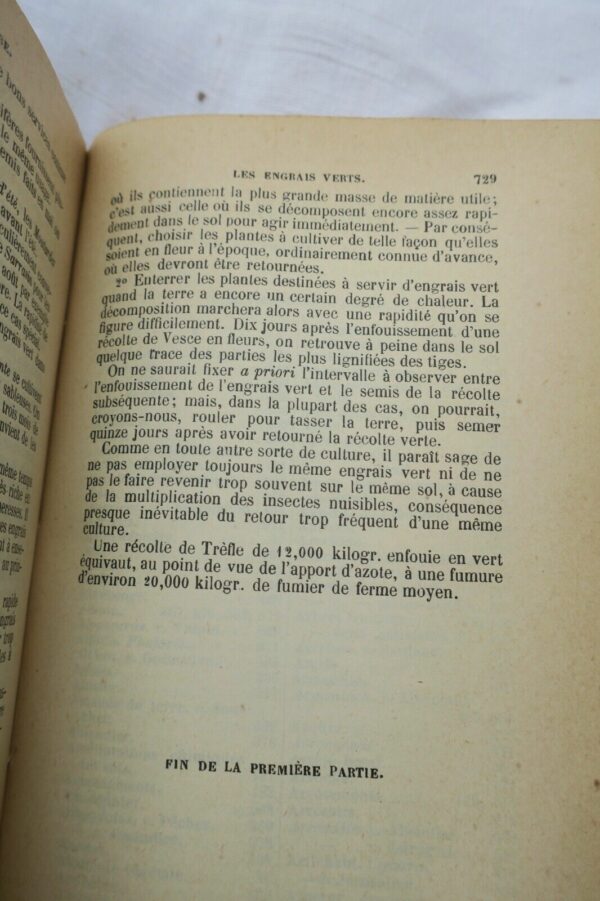 LES ENGRAIS VERTS. 729
où ils contiennent la plus grande masse de matière utile;
c'est aussi celle où ils se décomposent encore assez rapi-
dement dans le sol pour agir immédiatement. — Par consé-
quent, choisir les plantes à cultiver de telle façon qu'elles
soient en fleur à l'époque, ordinairement connue d'avance,
où elles devront être retournées.
2º Enterrer les plantes destinées à servir d'engrais vert
quand la terre a encore un certain degré de chaleur. La
décomposition marchera alors avec une rapidité qu'on se
figure difficilement. Dix jours après l'enfouissement d'une
récolte de Vesce en fleurs, on retrouve à peine dans le sol
quelque trace des parties les plus lignifiées des tiges.
On ne saurait fixer a priori l'intervalle à observer entre
l'enfouissement de l'engrais vert et le semis de la récolte
subséquente; mais, dans la plupart des cas, on pourrait,
croyons-nous, rouler pour tasser la terre, puis semer
quinze jours après avoir retourné la récolte verte.
Comme en toute autre sorte de culture, il paraît sage de
ne pas employer toujours le même engrais vert ni de ne
pas le faire revenir trop souvent sur le même sol, à cause
de la multiplication des insectes nuisibles, conséquence
presque inévitable du retour trop fréquent d'une même
culture.
Une récolte de Trèfle de 12,000 kilogr. enfouie en vert
équivaut, au point de vue de l'apport d'azote, à une fumure
d'environ 20,000 kilogr. de fumier de ferme moyen.
FIN DE LA PREMIÈRE PARTIE.